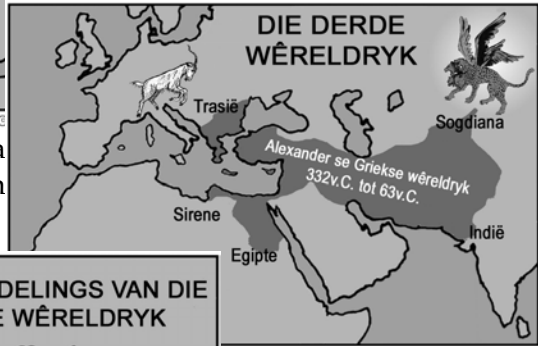 DIE DERDE
WÊRELDRYK
Trasië
Sogdiana
Alexander se Griekse wêreldryk
332v.C. tot 63v.C.
Sirene
Indië
Egipte
DELINGS VAN DIE
WÊRELDRYK